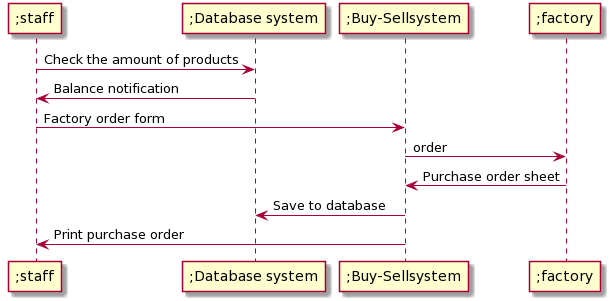 ;staff
;Database system
;Buy-Sellsystem
;factory
Check the amount of products
Balance notification
Factory order form
order
Purchase order sheet
Save to database
Print purchase order
;staff
;Database system
;Buy-Sellsystem
;factory